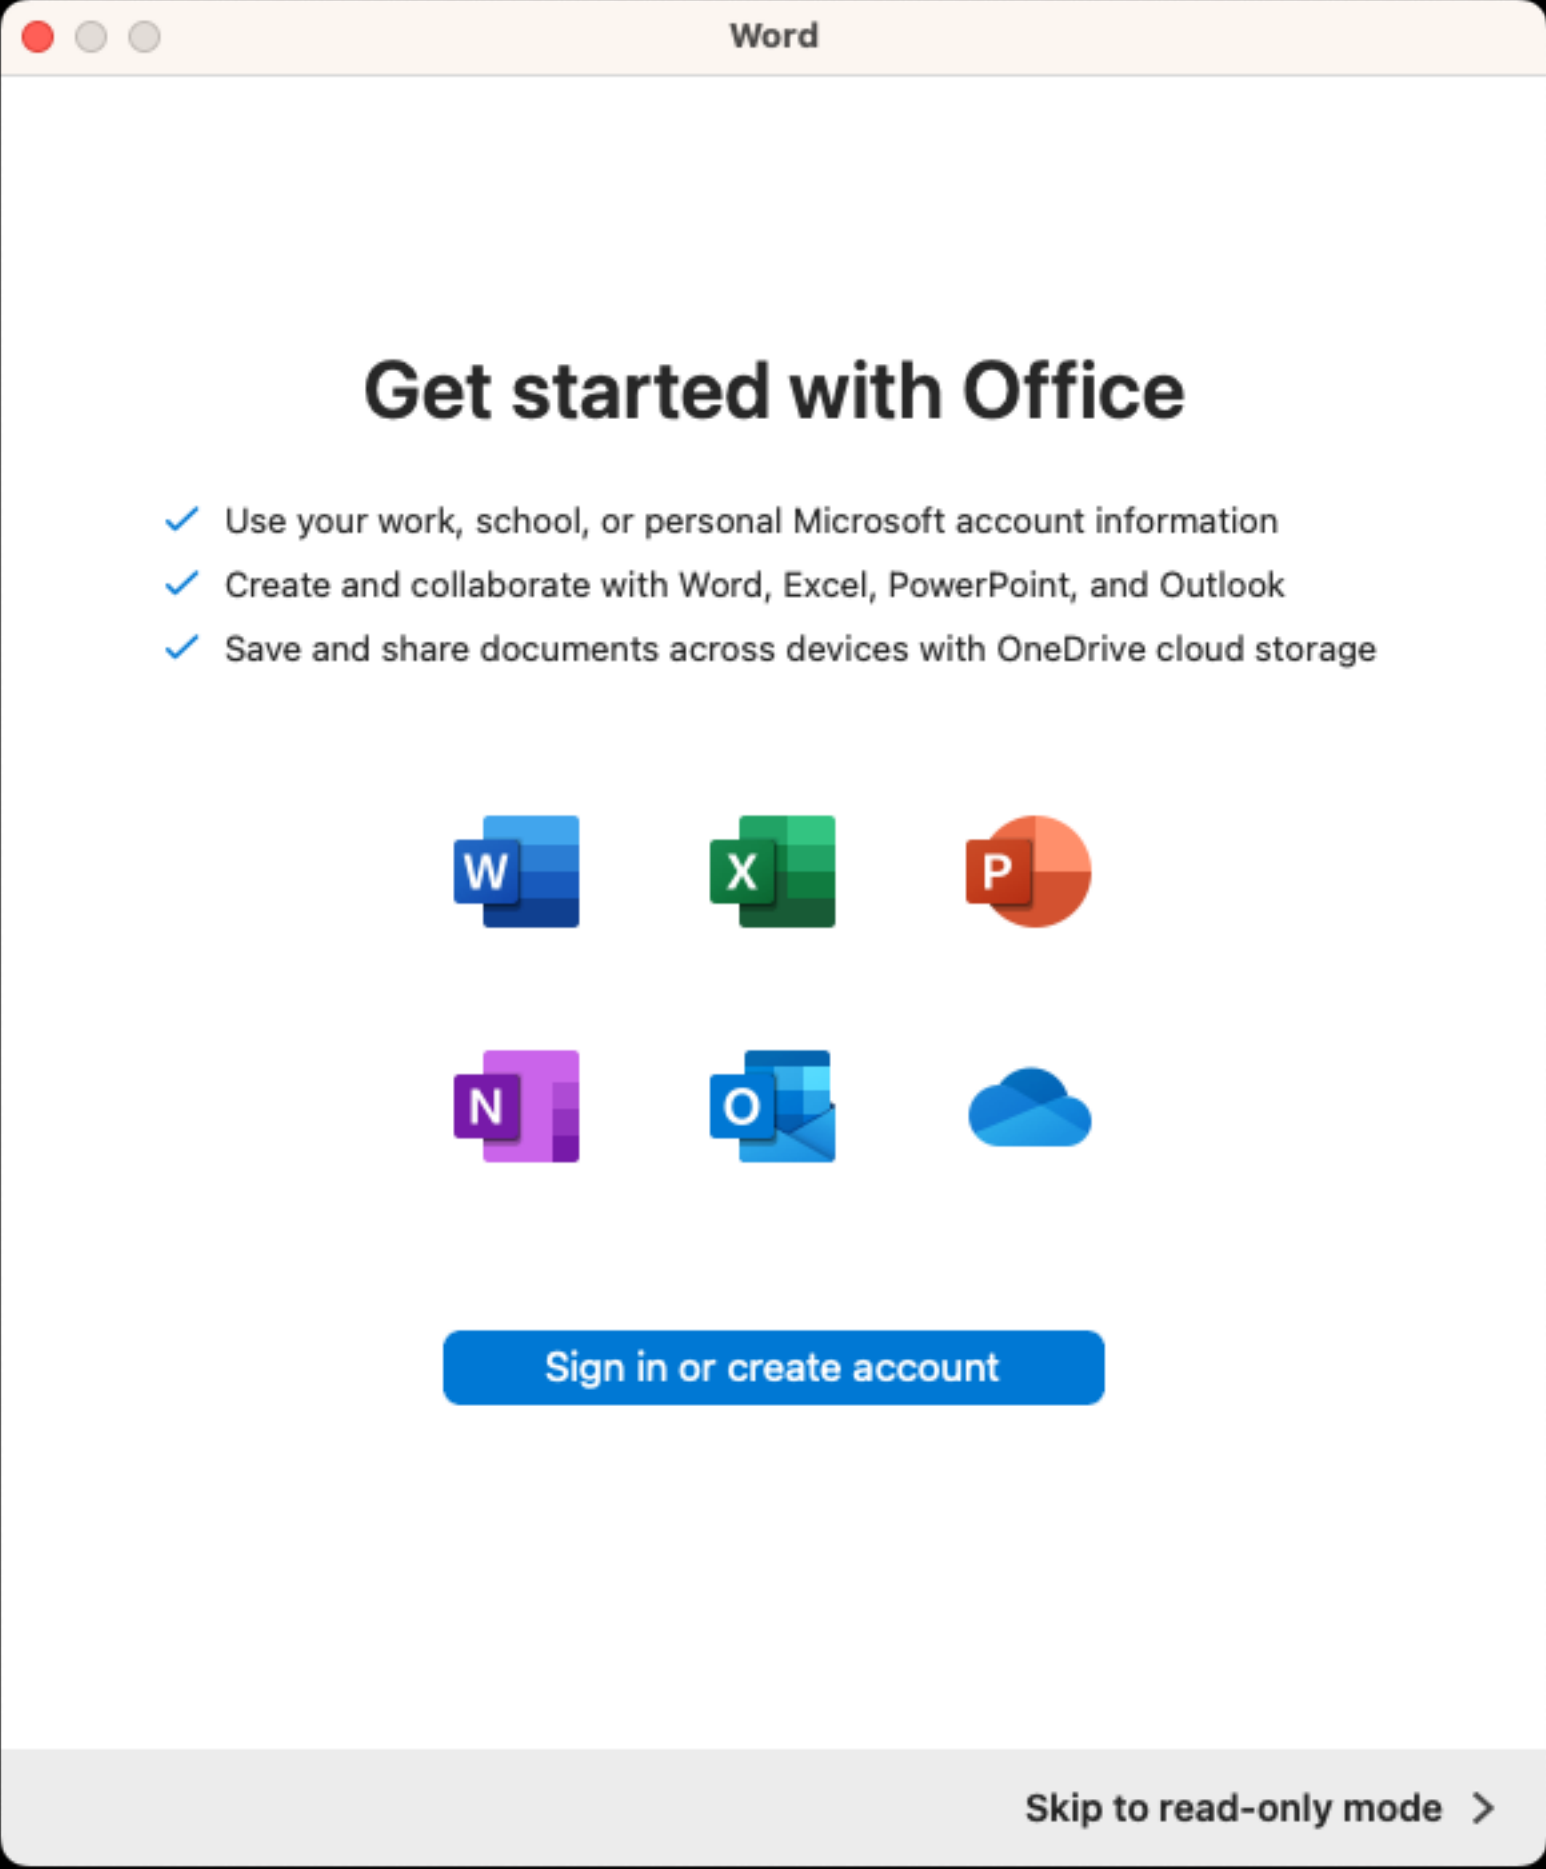 Word
Get started with Office
Use your work, school, or personal Microsoft account information
Create and collaborate with Word, Excel, PowerPoint, and Outlook
Save and share documents across devices with OneDrive cloud storage
W X P
N O
Sign in or create account
Skip to read-only mode